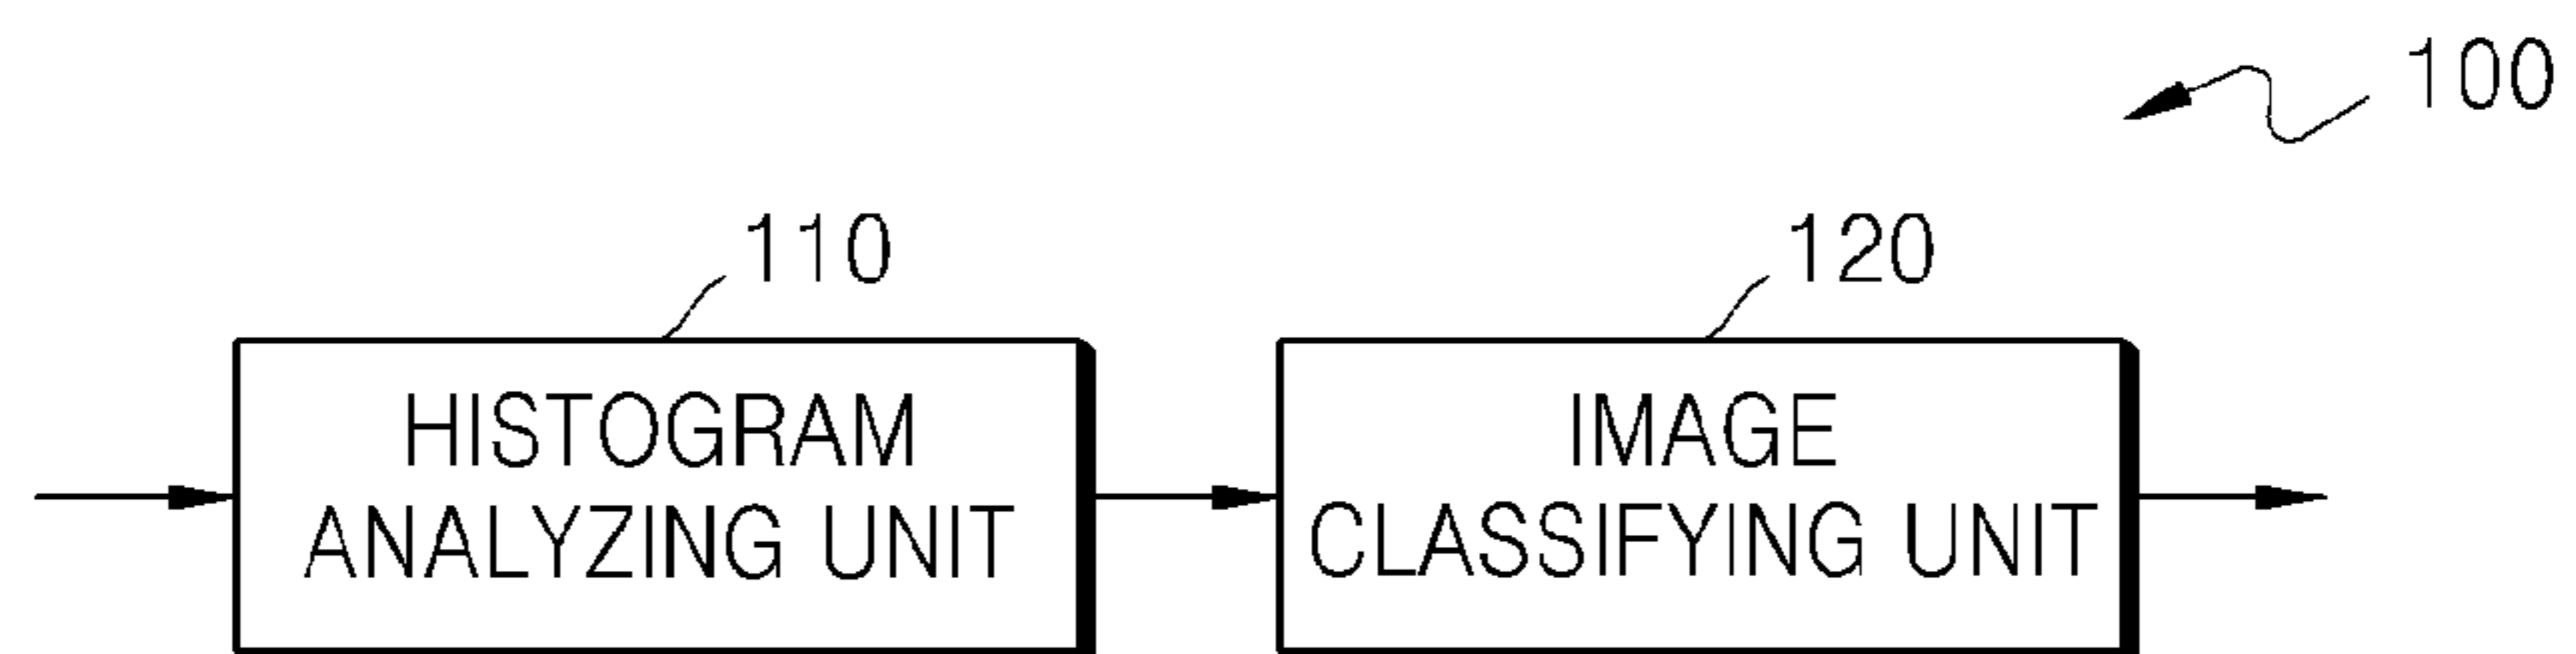 100
110
120
HISTOGRAM
ANALYZING UNIT
IMAGE
CLASSIFYING UNIT